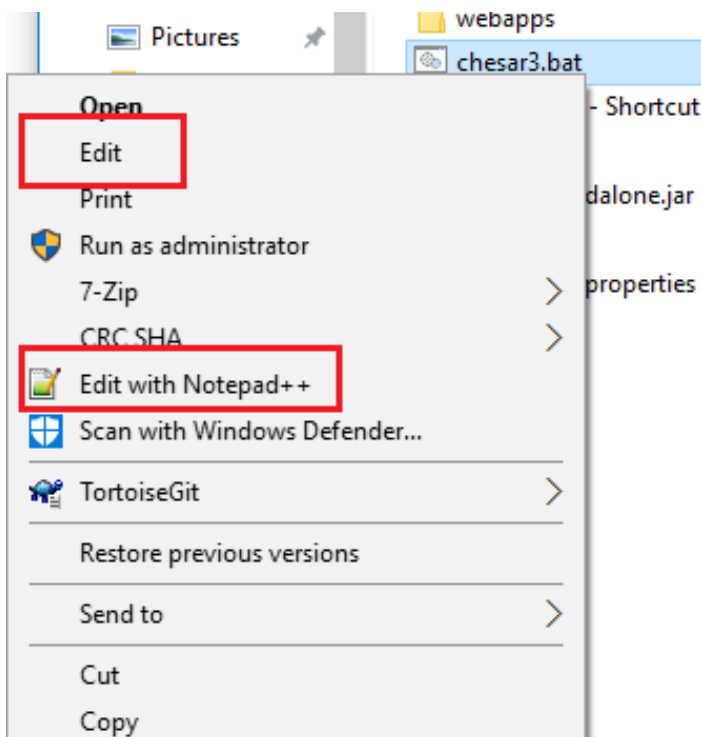 Pictures
webapps
chesar3.bat
Open
- Shortcut
Edit
Print
dalone.jar
Run as administrator
7-Zip
properties
CRC SHA
Edit with Notepad++
Scan with Windows Defender...
TortoiseGit
Restore previous versions
Send to
Cut
Copy